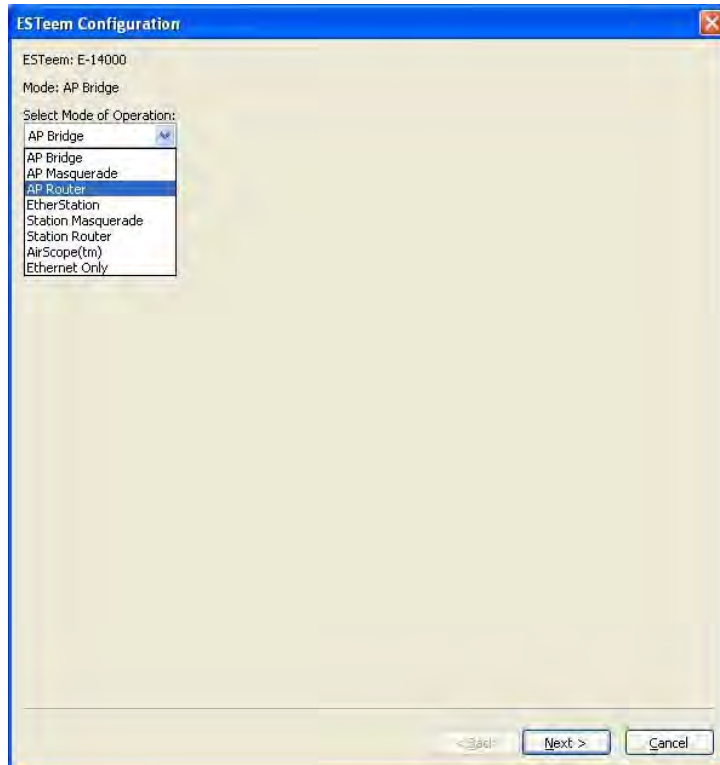 ESTeem Configuration
ESTeem: E-14000
Mode: AP Bridge
Select Mode of Operation:
AP Bridge
AP Bridge
AP Masquerade
AP Router
EtherStation
Station Masquerade
Station Router
AirScope(tm)
Ethernet Only
< Back
Next >
Cancel